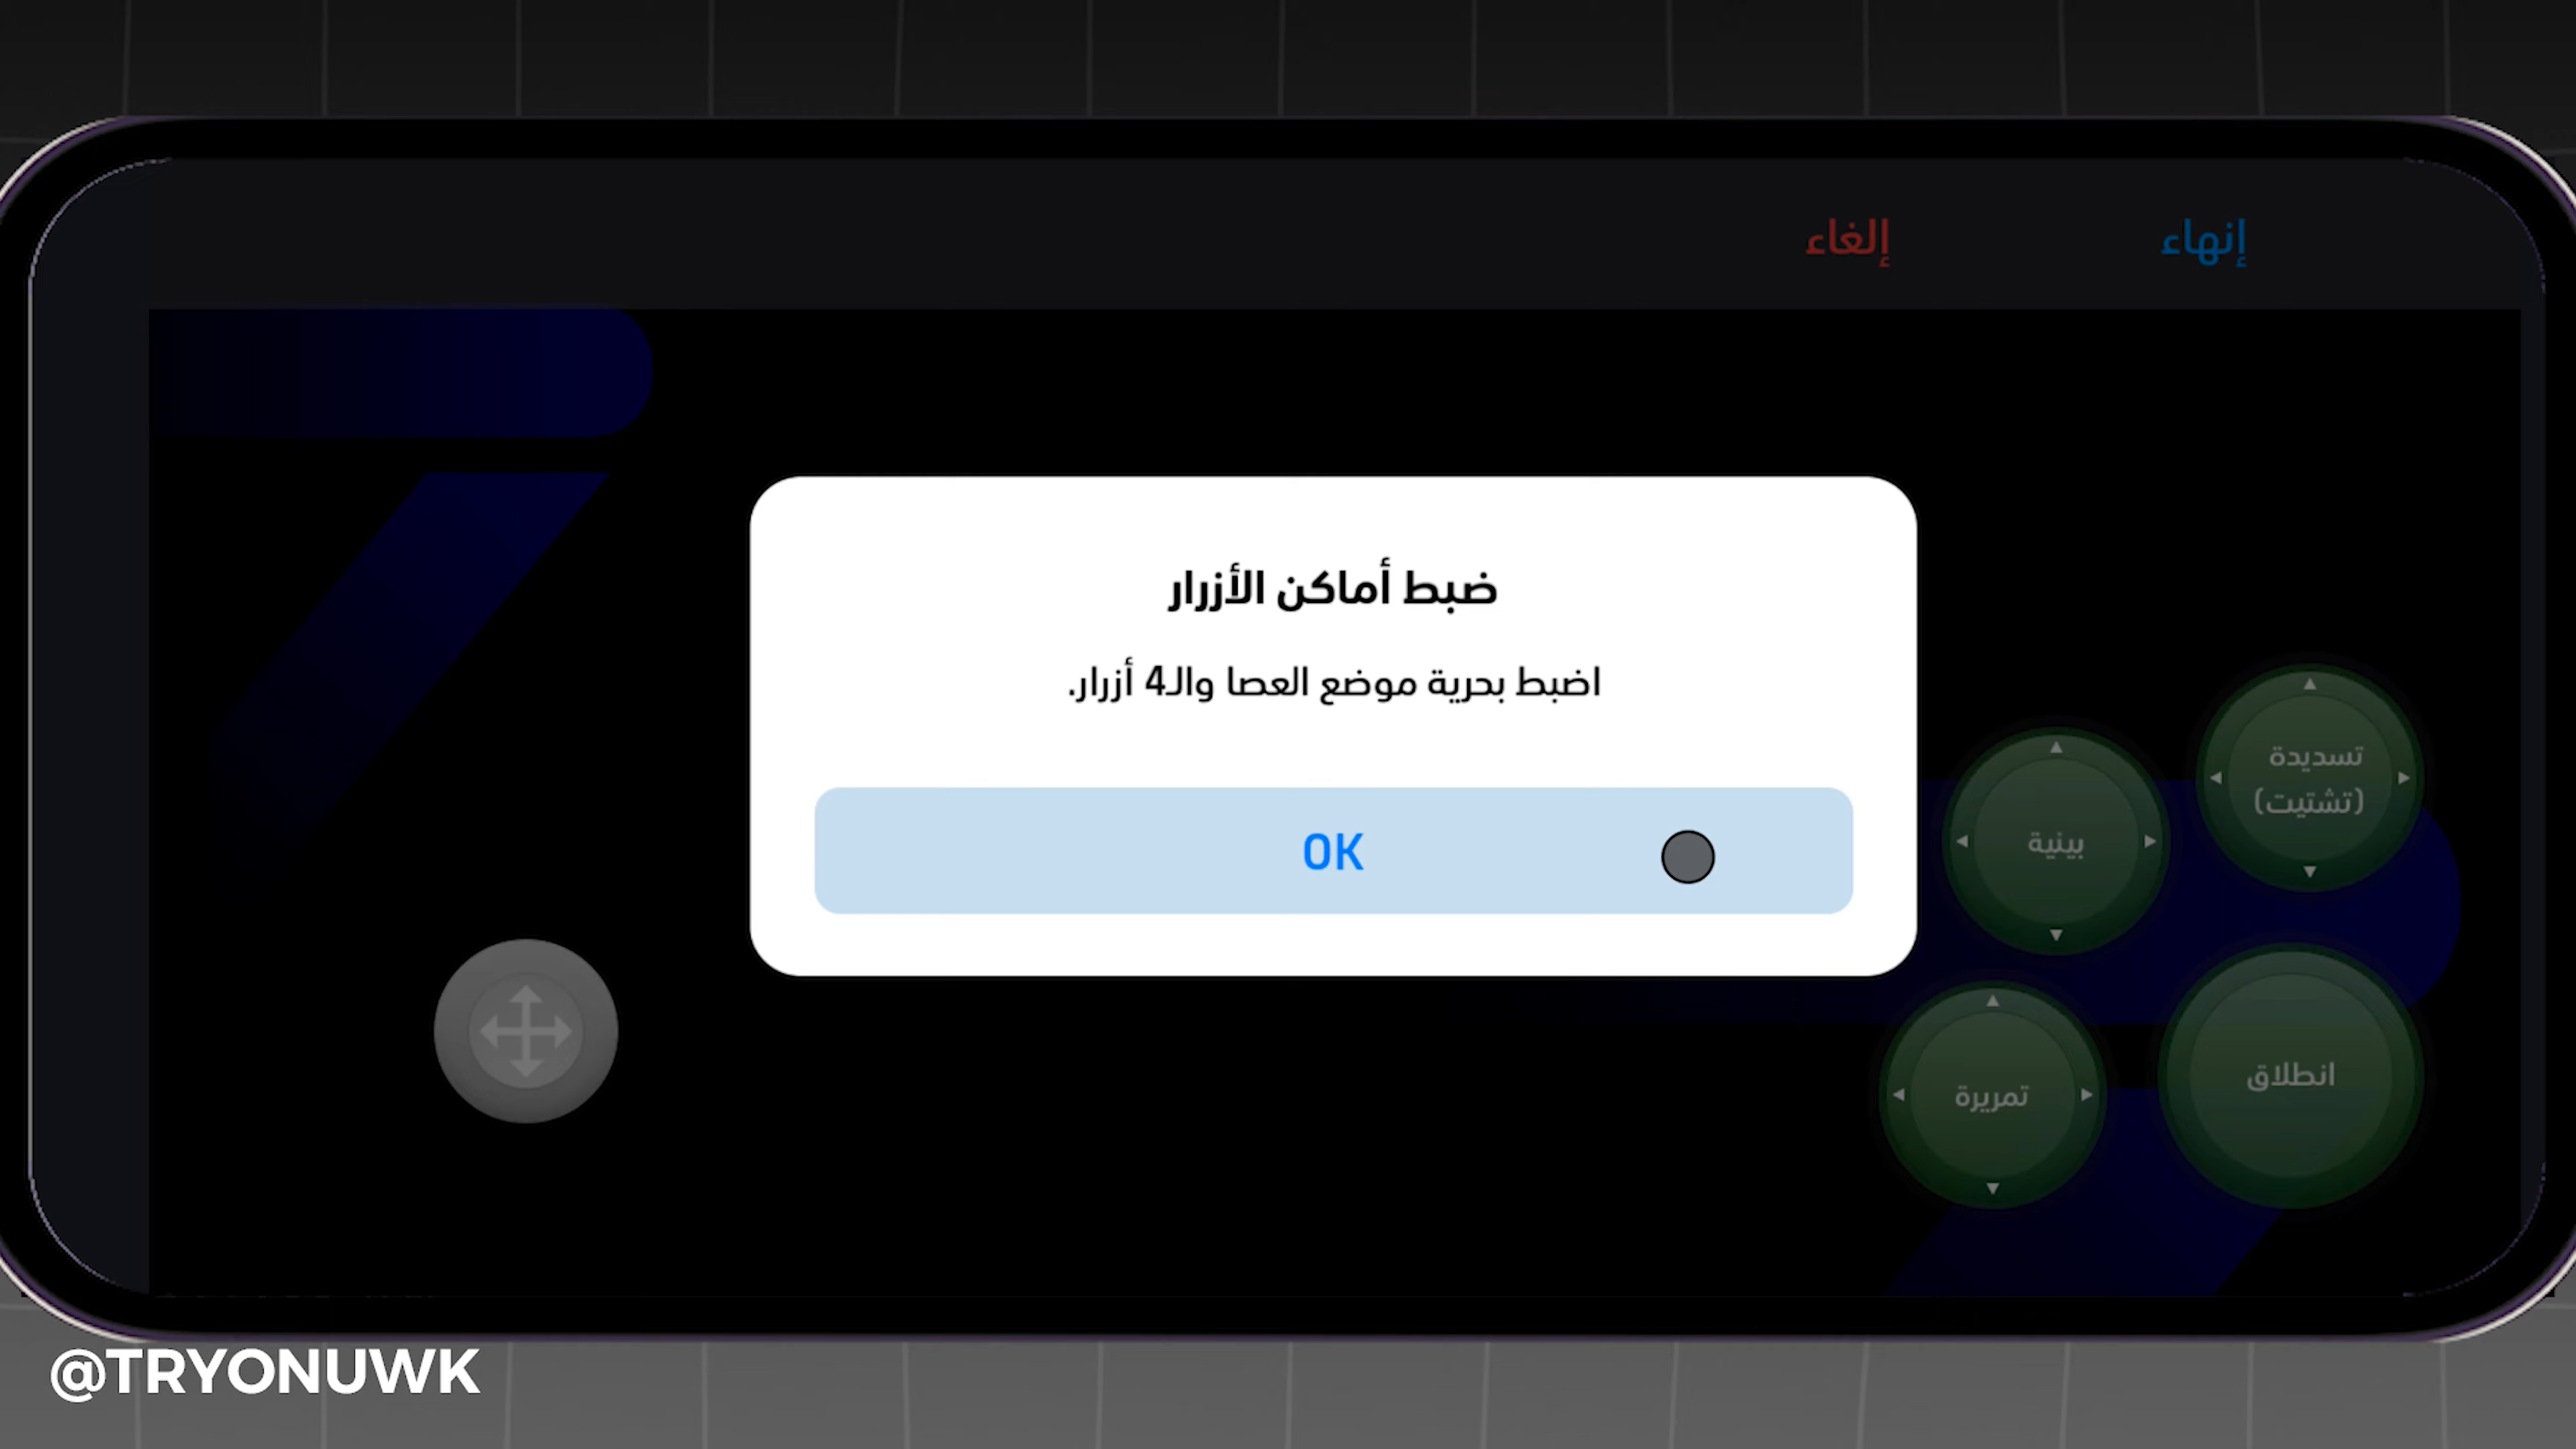 إنهاء
إلغاء
ضبط أماكن الأزرار
اضبط بحرية موضع العصا والـ4 أزرار.
OK
تسديدة
(تشتيت)
بينية
تمريرة
انطلاق
@TRYONUWK